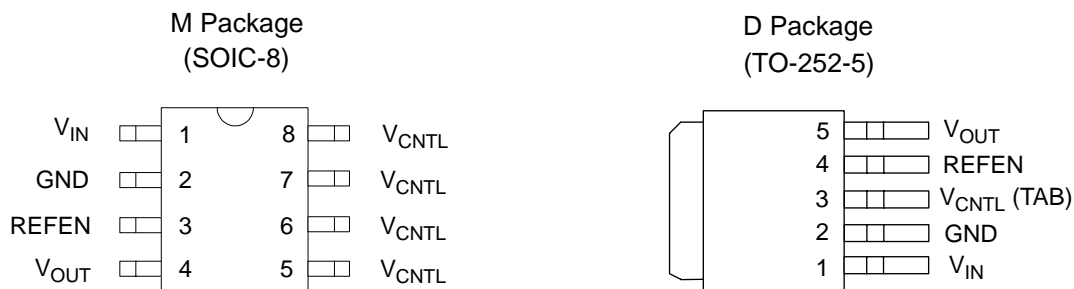 M Package
(SOIC-8)
V_IN 1 8 V_CNTL
GND 2 7 V_CNTL
REFEN 3 6 V_CNTL
V_OUT 4 5 V_CNTL
D Package
(TO-252-5)
5 V_OUT
4 REFEN
3 V_CNTL (TAB)
2 GND
1 V_IN